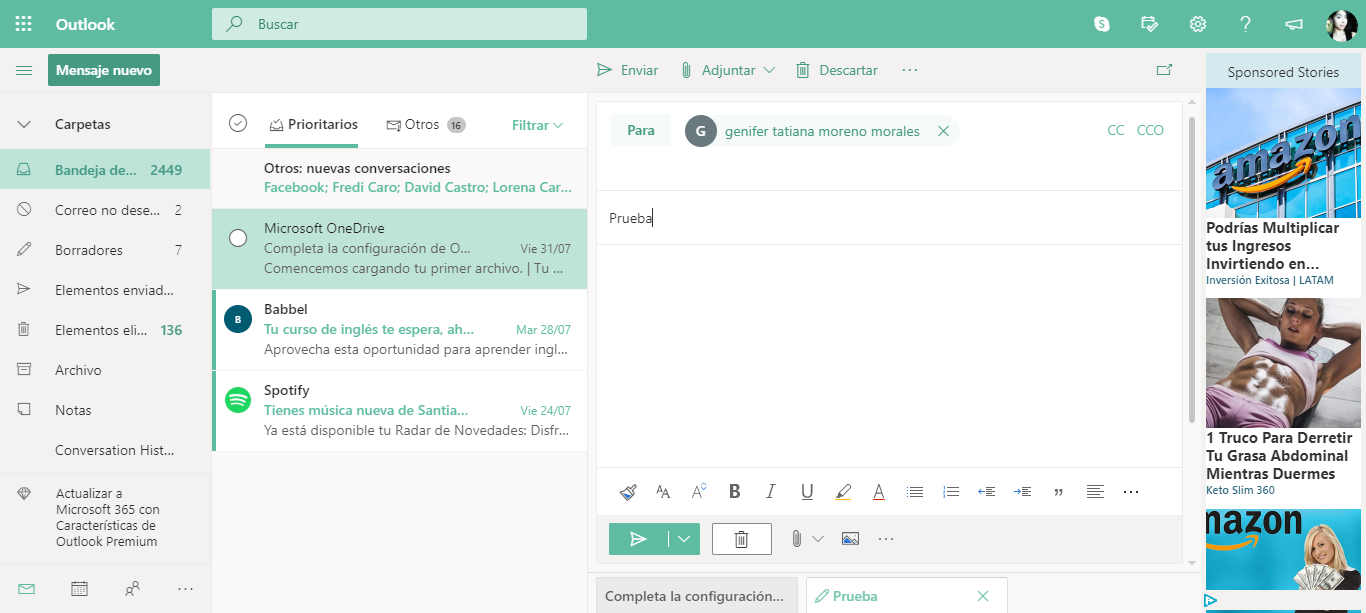 Outlook
Buscar
Mensaje nuevo
Enviar
Adjuntar
Descartar
Carpetas
Bandeja de... 2449
Correo no dese... 2
Borradores 7
Elementos enviad...
Elementos eli... 136
Archivo
Notas
Conversation Hist...
Actualizar a
Microsoft 365 con
Características de
Outlook Premium
Prioritarios
Otros 16
Filtrar
Otros: nuevas conversaciones
Facebook; Fredi Caro; David Castro; Lorena Car...
Microsoft OneDrive
Completa la configuración de O... Vie 31/07
Comencemos cargando tu primer archivo. | Tu ...
B
Babbel
Tu curso de inglés te espera, ah... Mar 28/07
Aprovecha esta oportunidad para aprender ingl...
Spotify
Tienes música nueva de Santia... Vie 24/07
Ya está disponible tu Radar de Novedades: Disfr...
Para
G
genifer tatiana moreno morales
CC CCO
Prueba
Completa la configuración...
Prueba
Sponsored Stories
amazon
Podrías Multiplicar
tus Ingresos
Invirtiendo en...
Inversión Exitosa | LATAM
1 Truco Para Derretir
Tu Grasa Abdominal
Mientras Duermes
Keto Slim 360
mazon